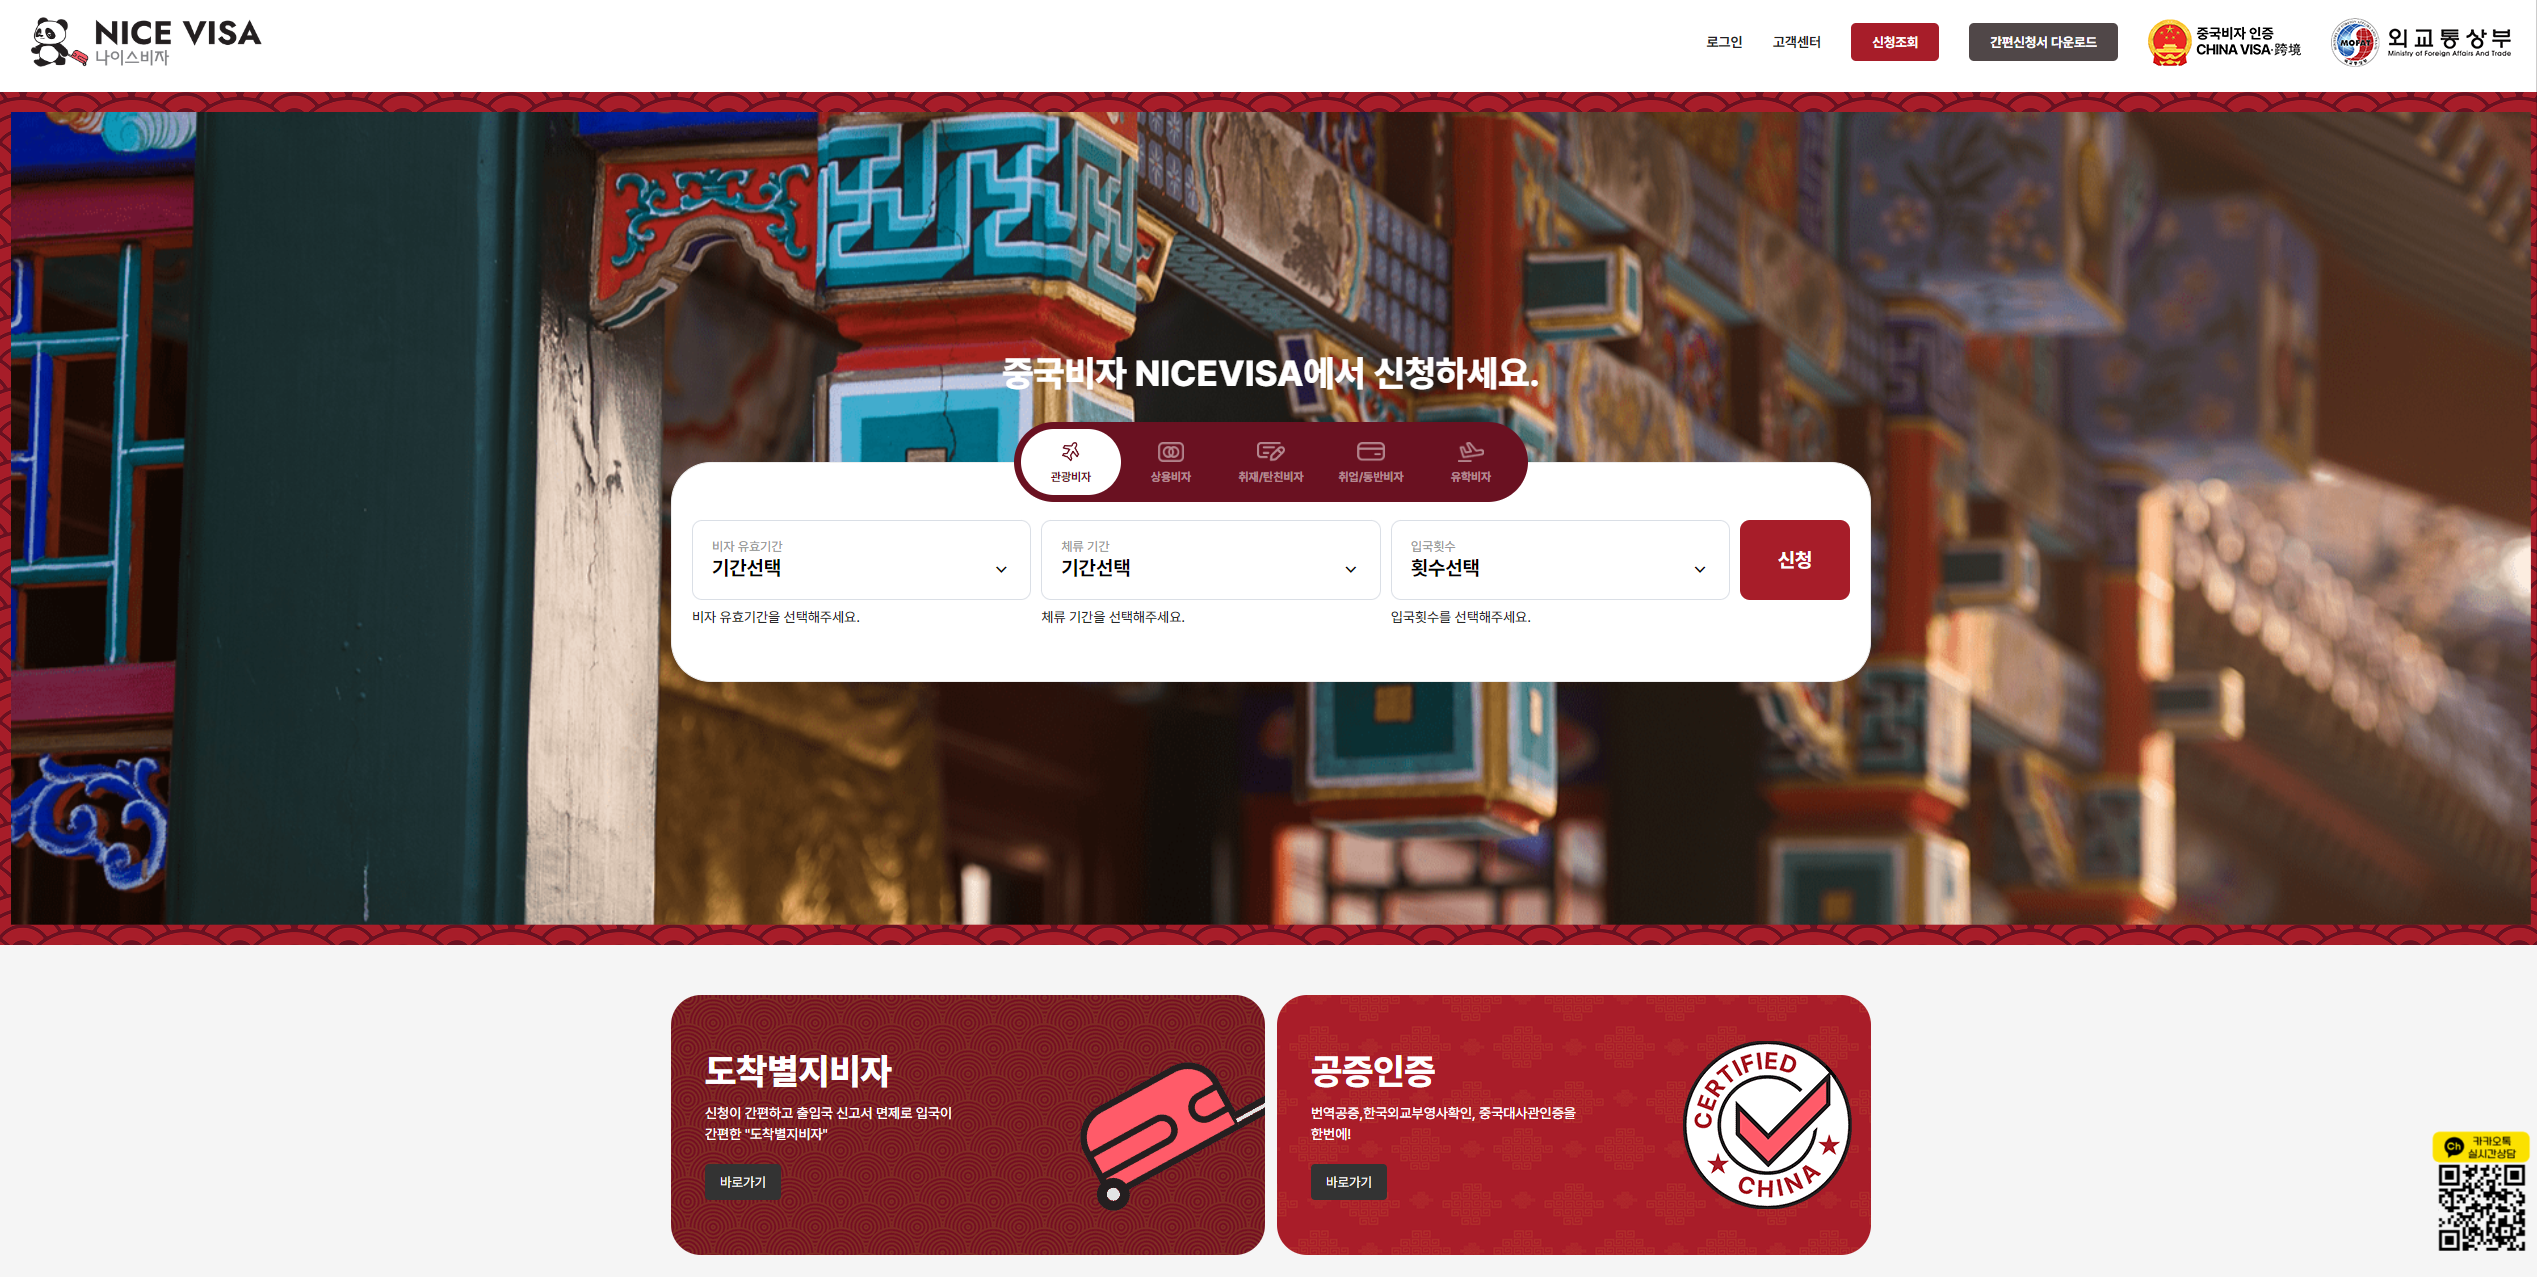 NICE VISA
나이스비자
로그인
고객센터
신청조회
간편신청서 다운로드
중국비자 인증
CHINA VISA·跨境
MOFAT
외교통상부
Ministry of Foreign Affairs And Trade
중국비자 NICEVISA에서 신청하세요.
관광비자
상용비자
취재/탄친비자
취업/동반비자
유학비자
비자 유효기간
기간선택
체류 기간
기간선택
입국횟수
횟수선택
신청
비자 유효기간을 선택해주세요.
체류 기간을 선택해주세요.
입국횟수를 선택해주세요.
도착별지비자
신청이 간편하고 출입국 신고서 면제로 입국이
간편한 "도착별지비자"
바로가기
공증인증
번역공증,한국외교부영사확인, 중국대사관인증을
한번에!
바로가기
CERTIFIED
CHINA
Ch
카카오톡
실시간상담